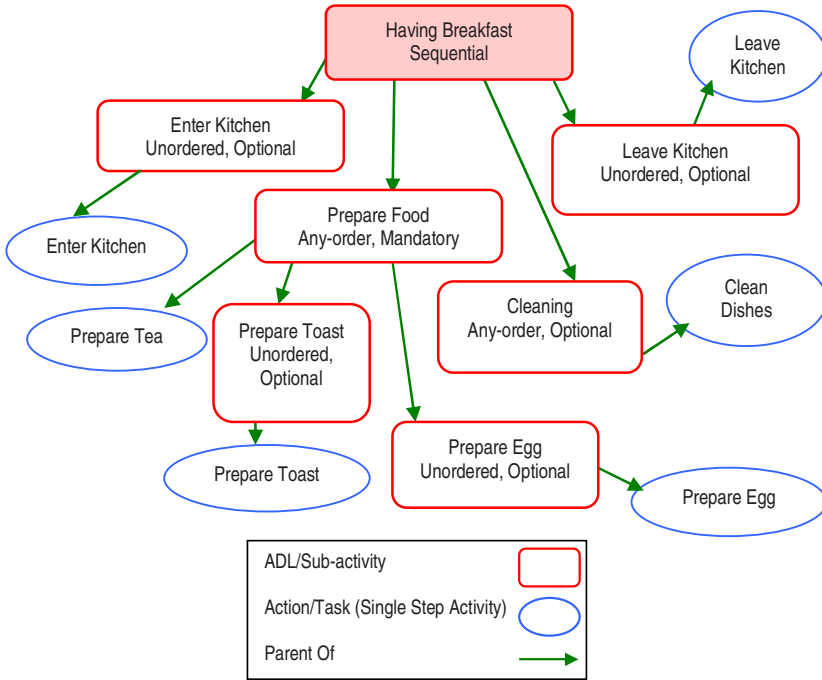 Having Breakfast
Sequential
Leave
Kitchen
Enter Kitchen
Unordered, Optional
Leave Kitchen
Unordered, Optional
Prepare Food
Any-order, Mandatory
Enter Kitchen
Cleaning
Any-order, Optional
Clean
Dishes
Prepare Tea
Prepare Toast
Unordered,
Optional
Prepare Egg
Unordered, Optional
Prepare Toast
Prepare Egg
ADL/Sub-activity
Action/Task (Single Step Activity)
Parent Of